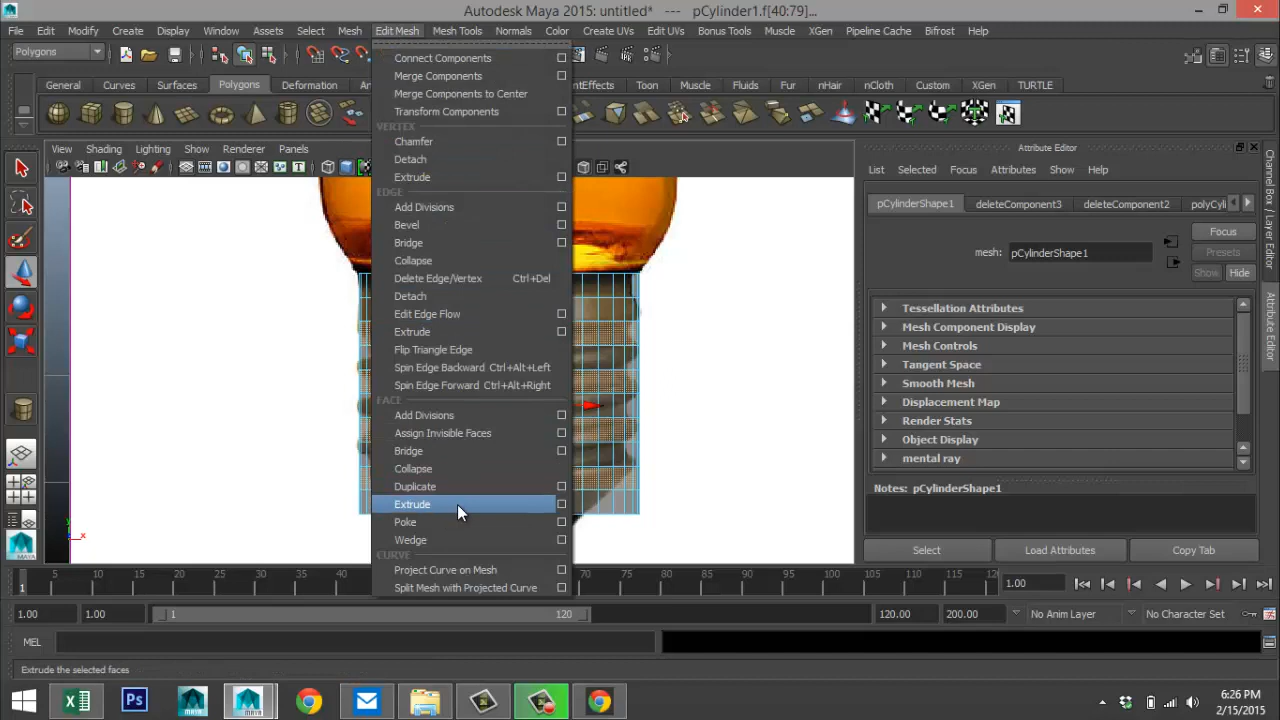 Autodesk Maya 2015: untitled* --- pCylinder1.f[40:79]...
File Edit Modify Create Display Window Assets Select Mesh Edit Mesh Mesh Tools Normals Color Create UVs Edit UVs Bonus Tools Muscle XGen Pipeline Cache Bifrost Help
Polygons
General Curves Surfaces Polygons Deformation Toon Muscle Fluids Fur nHair nCloth Custom XGen TURTLE
View Shading Lighting Show Renderer Panels
Connect Components
Merge Components
Merge Components to Center
Transform Components
VERTEX
Chamfer
Detach
Extrude
EDGE
Add Divisions
Bevel
Bridge
Collapse
Delete Edge/Vertex Ctrl+Del
Detach
Edit Edge Flow
Extrude
Flip Triangle Edge
Spin Edge Backward Ctrl+Alt+Left
Spin Edge Forward Ctrl+Alt+Right
FACE
Add Divisions
Assign Invisible Faces
Bridge
Collapse
Duplicate
Extrude
Poke
Wedge
CURVE
Project Curve on Mesh
Split Mesh with Projected Curve
Attribute Editor
List Selected Focus Attributes Show Help
pCylinderShape1 deleteComponent3 deleteComponent2 polyCyli
Focus
mesh: pCylinderShape1
Presets
Show Hide
Tessellation Attributes
Mesh Component Display
Mesh Controls
Tangent Space
Smooth Mesh
Displacement Map
Render Stats
Object Display
mental ray
Notes: pCylinderShape1
Select Load Attributes Copy Tab
Channel Box / Layer Editor
Attribute Editor
y
x
5 10 15 20 25 30 35 40 70 75 80 85 90 95 100 105 110 115 120
1
1.00
1.00 1.00 1 120 120.00 200.00 No Anim Layer No Character Set
MEL
Extrude the selected faces
6:26 PM
2/15/2015